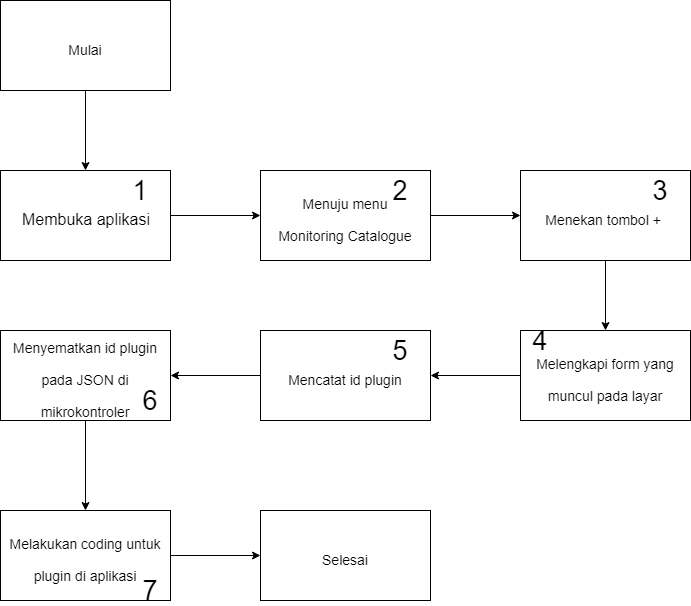 Mulai
1
Membuka aplikasi
2
Menuju menu
Monitoring Catalogue
3
Menekan tombol +
4
Melengkapi form yang
muncul pada layar
5
Mencatat id plugin
Menyematkan id plugin
pada JSON di
mikrokontroler
6
Melakukan coding untuk
plugin di aplikasi
7
Selesai